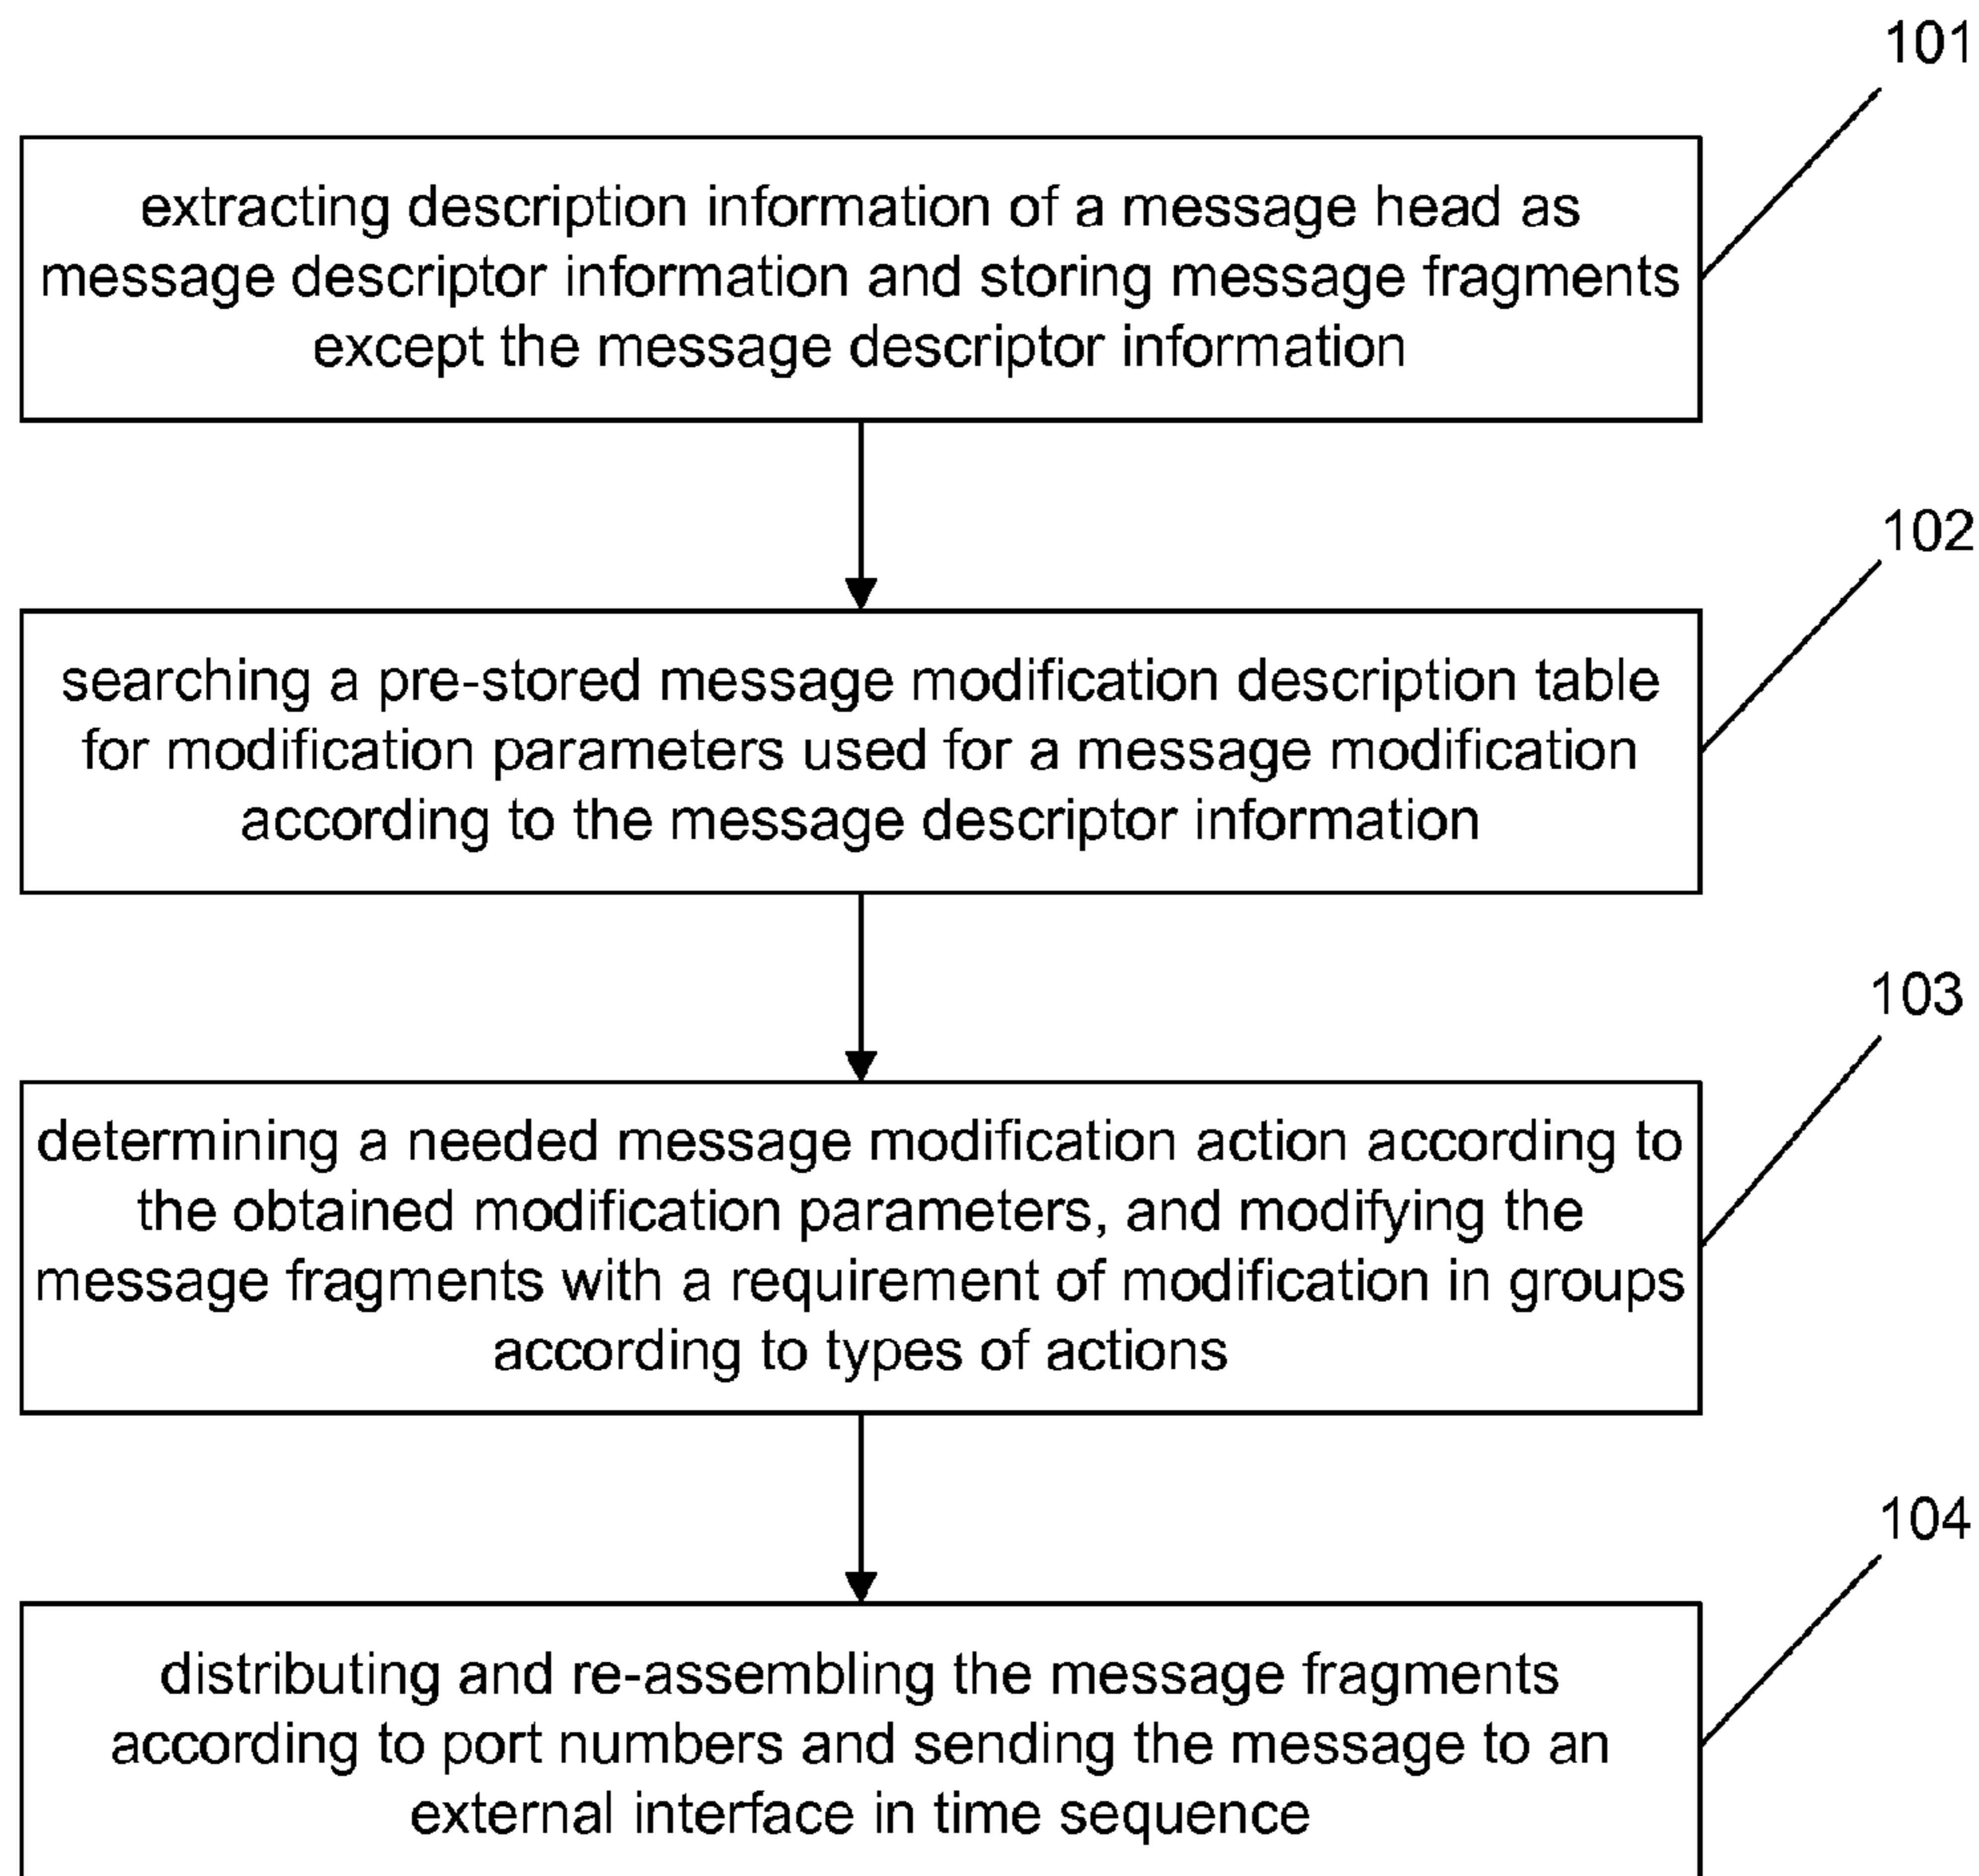 101
extracting description information of a message head as
message descriptor information and storing message fragments
except the message descriptor information
102
searching a pre-stored message modification description table
for modification parameters used for a message modification
according to the message descriptor information
103
determining a needed message modification action according to
the obtained modification parameters, and modifying the
message fragments with a requirement of modification in groups
according to types of actions
104
distributing and re-assembling the message fragments
according to port numbers and sending the message to an
external interface in time sequence